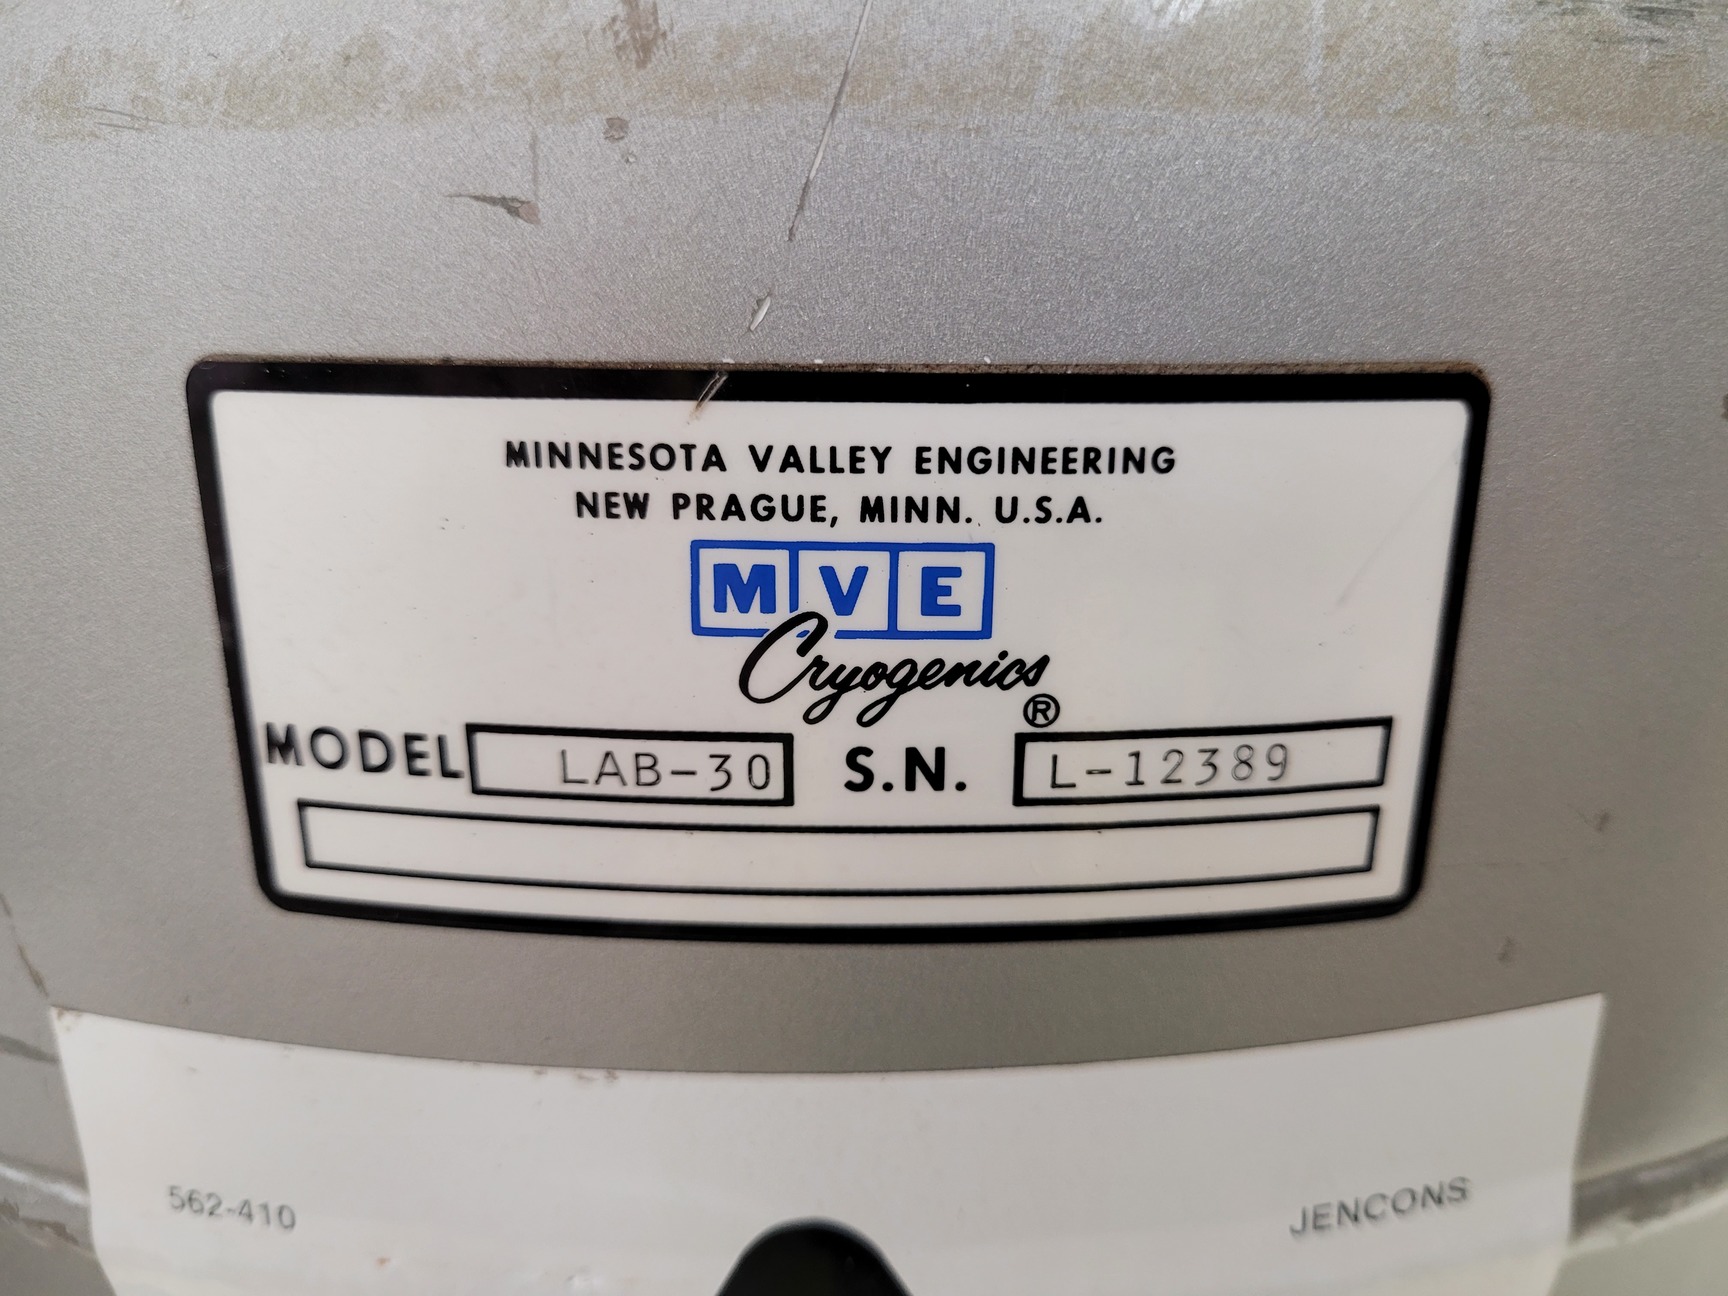 MINNESOTA VALLEY ENGINEERING
NEW PRAGUE, MINN. U.S.A.
MVE
Cryogenics®
MODEL LAB-30 S.N. L-12389
562-410 JENCONS